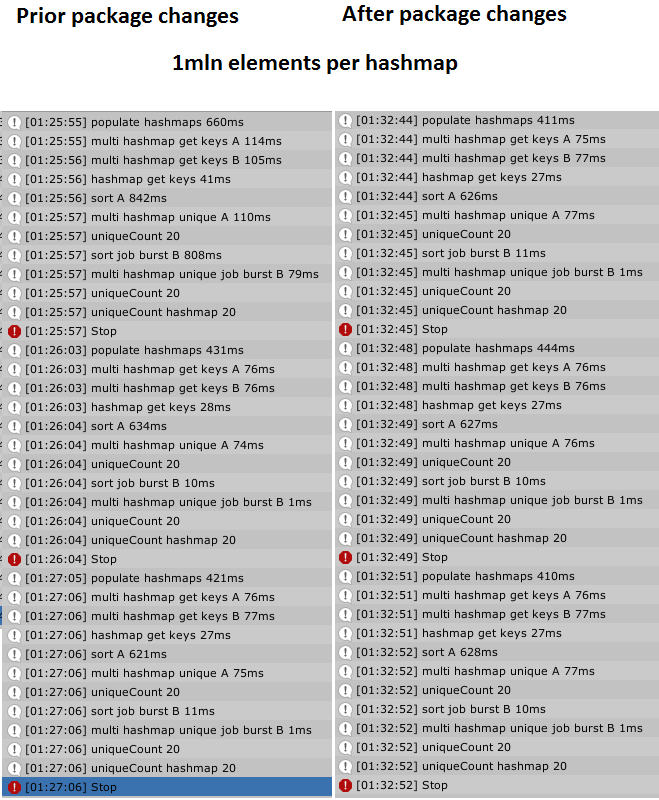 Prior package changes
After package changes
1mln elements per hashmap
[01:25:55] populate hashmaps 660ms
[01:25:55] multi hashmap get keys A 114ms
[01:25:56] multi hashmap get keys B 105ms
[01:25:56] hashmap get keys 41ms
[01:25:56] sort A 842ms
[01:25:57] multi hashmap unique A 110ms
[01:25:57] uniqueCount 20
[01:25:57] sort job burst B 808ms
[01:25:57] multi hashmap unique job burst B 79ms
[01:25:57] uniqueCount 20
[01:25:57] uniqueCount hashmap 20
[01:25:57] Stop
[01:26:03] populate hashmaps 431ms
[01:26:03] multi hashmap get keys A 76ms
[01:26:03] multi hashmap get keys B 76ms
[01:26:03] hashmap get keys 28ms
[01:26:04] sort A 634ms
[01:26:04] multi hashmap unique A 74ms
[01:26:04] uniqueCount 20
[01:26:04] sort job burst B 10ms
[01:26:04] multi hashmap unique job burst B 1ms
[01:26:04] uniqueCount 20
[01:26:04] uniqueCount hashmap 20
[01:26:04] Stop
[01:27:05] populate hashmaps 421ms
[01:27:06] multi hashmap get keys A 76ms
[01:27:06] multi hashmap get keys B 77ms
[01:27:06] hashmap get keys 27ms
[01:27:06] sort A 621ms
[01:27:06] multi hashmap unique A 75ms
[01:27:06] uniqueCount 20
[01:27:06] sort job burst B 11ms
[01:27:06] multi hashmap unique job burst B 1ms
[01:27:06] uniqueCount 20
[01:27:06] uniqueCount hashmap 20
[01:27:06] Stop
[01:32:44] populate hashmaps 411ms
[01:32:44] multi hashmap get keys A 75ms
[01:32:44] multi hashmap get keys B 77ms
[01:32:44] hashmap get keys 27ms
[01:32:44] sort A 626ms
[01:32:45] multi hashmap unique A 77ms
[01:32:45] uniqueCount 20
[01:32:45] sort job burst B 11ms
[01:32:45] multi hashmap unique job burst B 1ms
[01:32:45] uniqueCount 20
[01:32:45] uniqueCount hashmap 20
[01:32:45] Stop
[01:32:48] populate hashmaps 444ms
[01:32:48] multi hashmap get keys A 76ms
[01:32:48] multi hashmap get keys B 76ms
[01:32:48] hashmap get keys 27ms
[01:32:49] sort A 627ms
[01:32:49] multi hashmap unique A 76ms
[01:32:49] uniqueCount 20
[01:32:49] sort job burst B 10ms
[01:32:49] multi hashmap unique job burst B 1ms
[01:32:49] uniqueCount 20
[01:32:49] uniqueCount hashmap 20
[01:32:49] Stop
[01:32:51] populate hashmaps 410ms
[01:32:51] multi hashmap get keys A 76ms
[01:32:51] multi hashmap get keys B 77ms
[01:32:51] hashmap get keys 27ms
[01:32:52] sort A 628ms
[01:32:52] multi hashmap unique A 77ms
[01:32:52] uniqueCount 20
[01:32:52] sort job burst B 10ms
[01:32:52] multi hashmap unique job burst B 1ms
[01:32:52] uniqueCount 20
[01:32:52] uniqueCount hashmap 20
[01:32:52] Stop